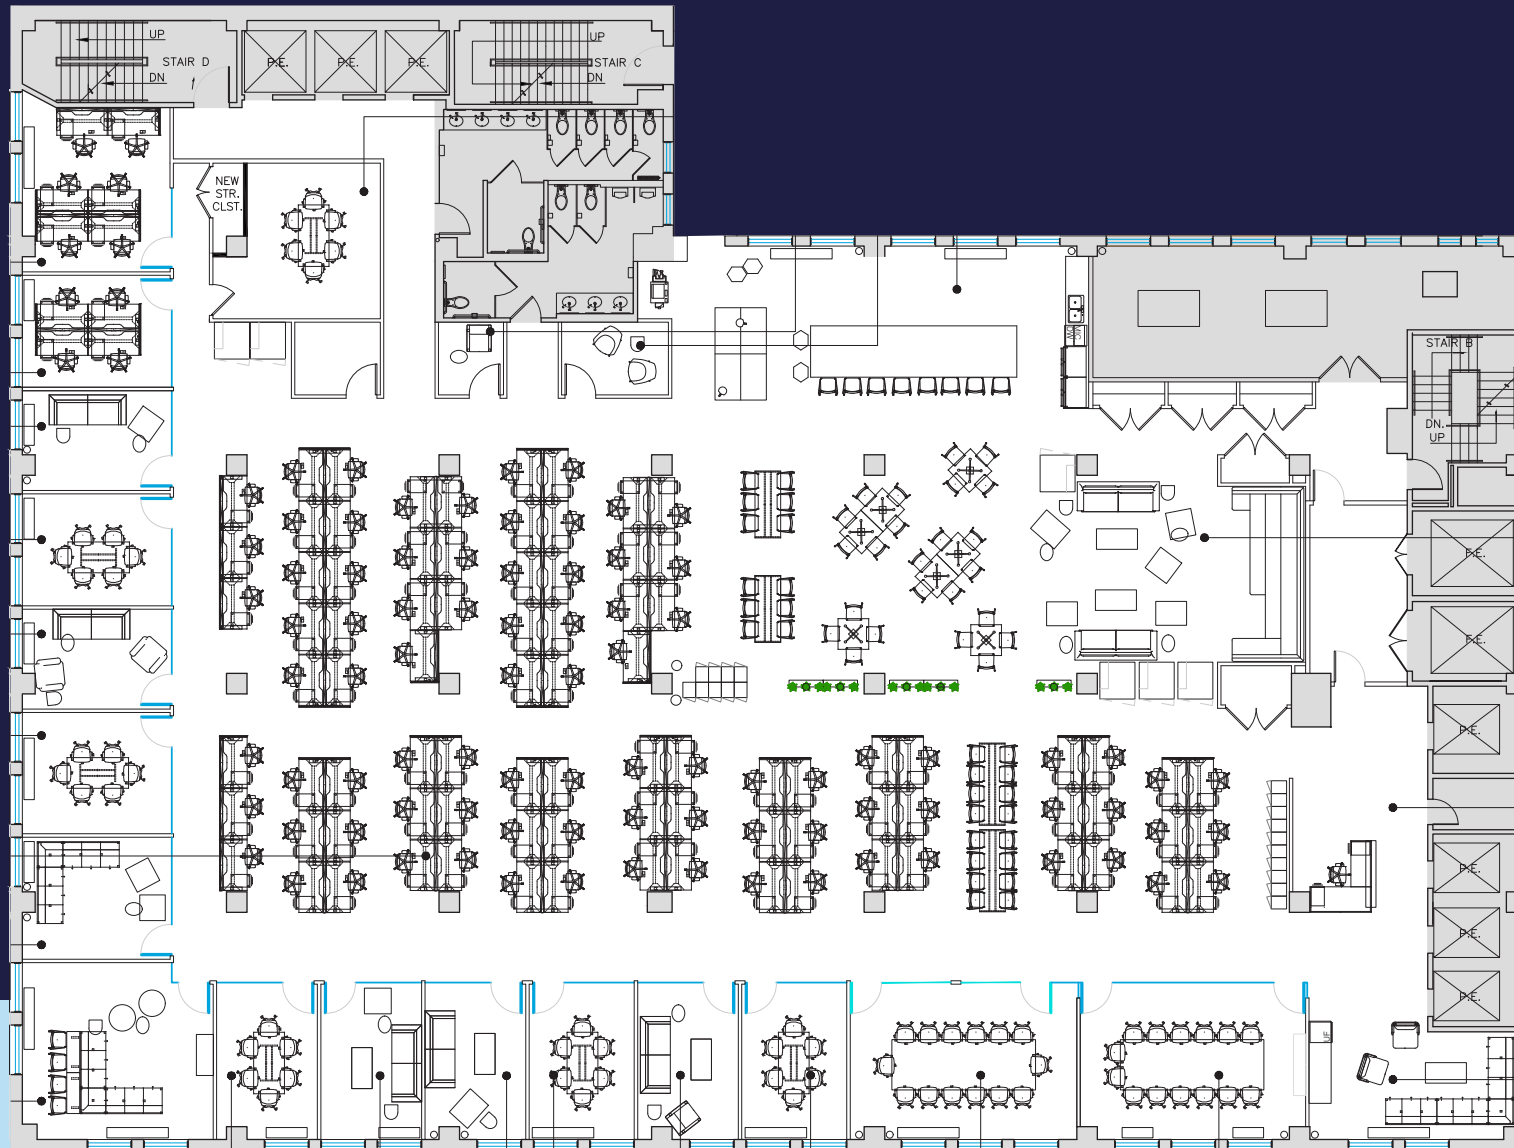 UP
STAIR D
DN
P.E.
P.E.
P.E.
UP
STAIR C
DN
NEW
STR.
CLST.
STAIR B
DN.
UP
P.E.
P.E.
P.E.
P.E.
P.E.
P.E.